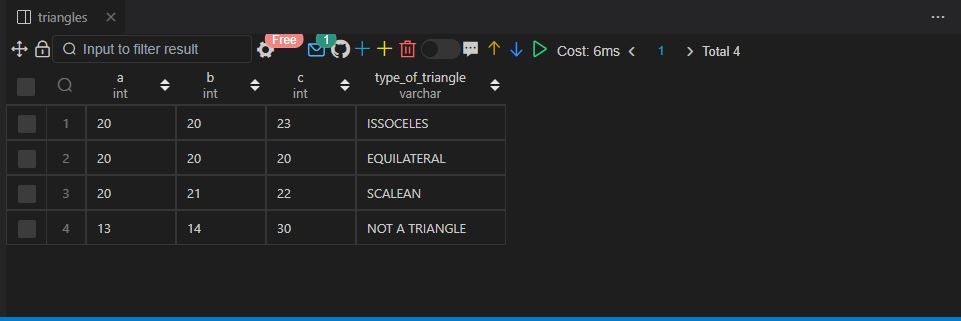 triangles
Free
1
Input to filter result
Cost: 6ms
1
Total 4
a b c type_of_triangle
int int int varchar
1 20 20 23 ISSOCELES
2 20 20 20 EQUILATERAL
3 20 21 22 SCALEAN
4 13 14 30 NOT A TRIANGLE